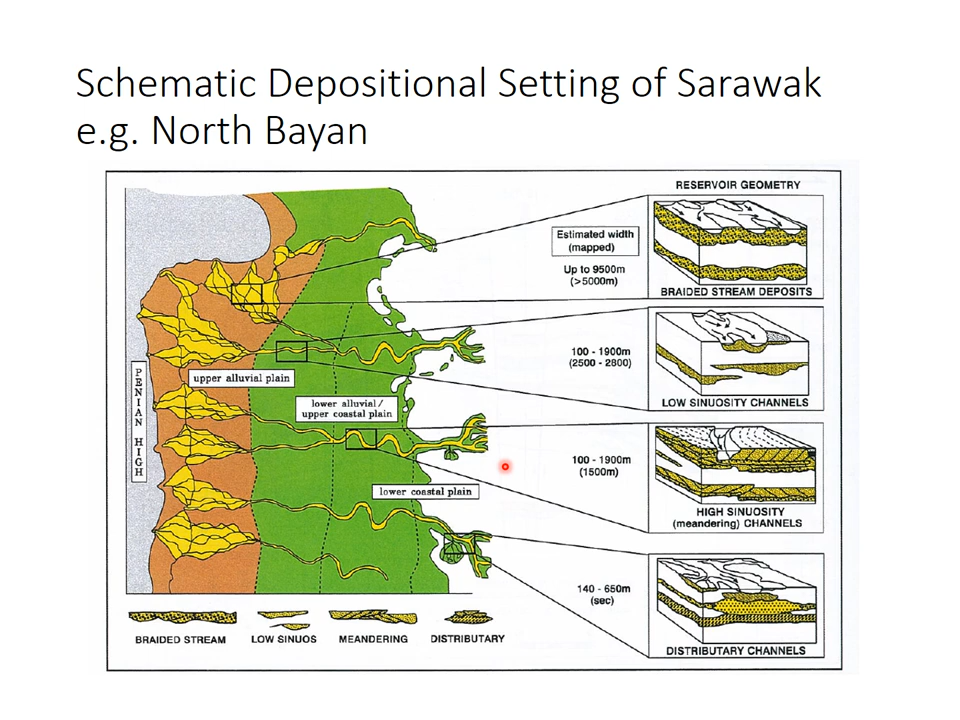 Schematic Depositional Setting of Sarawak
e.g. North Bayan
RESERVOIR GEOMETRY
Estimated width
(mapped)
Up to 9500m
(>5000m)
BRAIDED STREAM DEPOSITS
100 - 1900m
(2500 - 2800)
LOW SINUOSITY CHANNELS
upper alluvial plain
lower alluvial /
upper coastal plain
PENIAN HIGH
100 - 1900m
(1500m)
lower coastal plain
HIGH SINUOSITY
(meandering) CHANNELS
140 - 650m
(sec)
DISTRIBUTARY CHANNELS
BRAIDED STREAM
LOW SINUOS
MEANDERING
DISTRIBUTARY